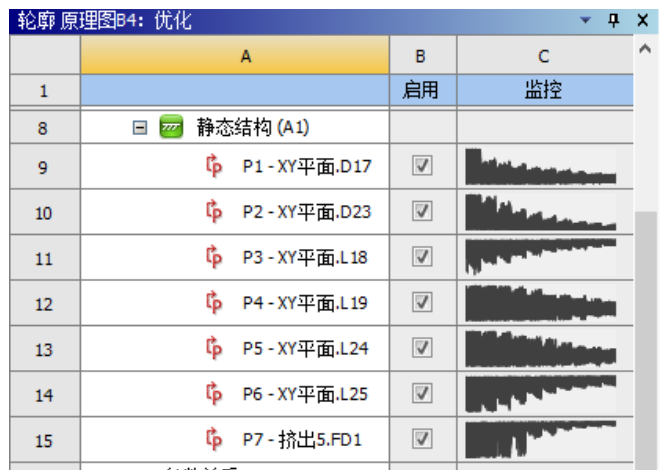 轮廓 原理图B4: 优化
A B C
1 启用 监控
8 静态结构 (A1)
9 P1 - XY平面.D17
10 P2 - XY平面.D23
11 P3 - XY平面.L18
12 P4 - XY平面.L19
13 P5 - XY平面.L24
14 P6 - XY平面.L25
15 P7 - 挤出5.FD1